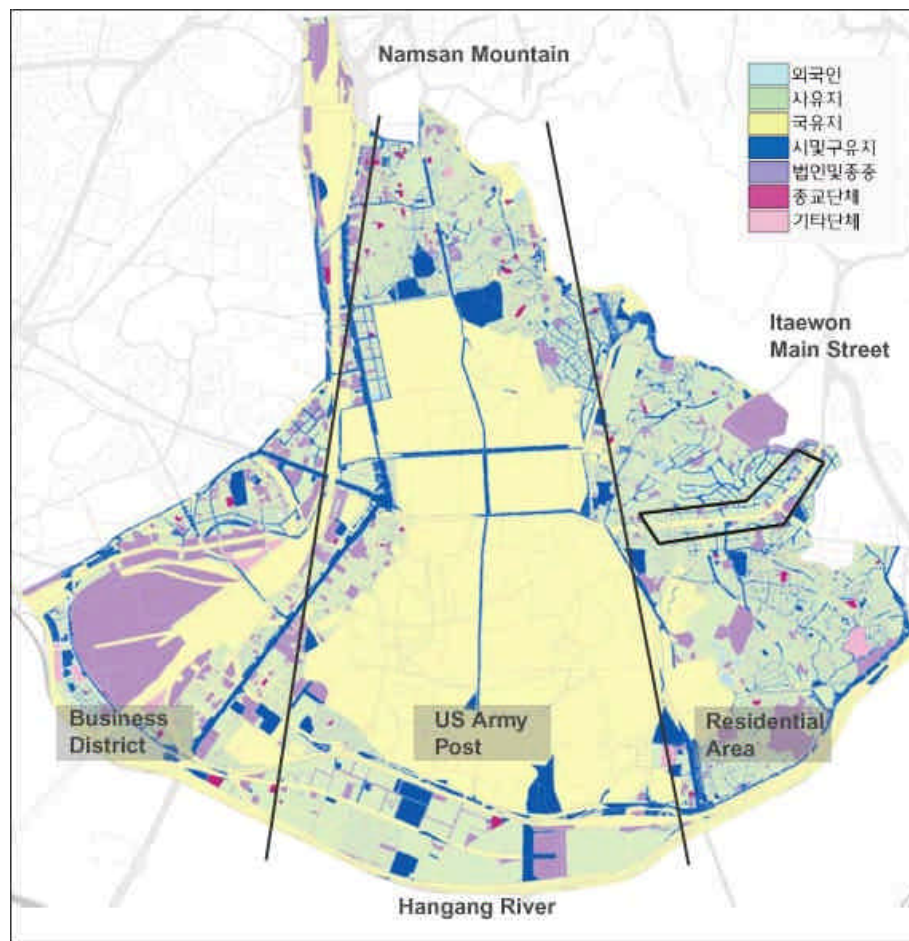 Namsan Mountain
외국인
사유지
국유지
시및구유지
법인및종중
종교단체
기타단체
Itaewon
Main Street
Business
District
US Army
Post
Residential
Area
Hangang River